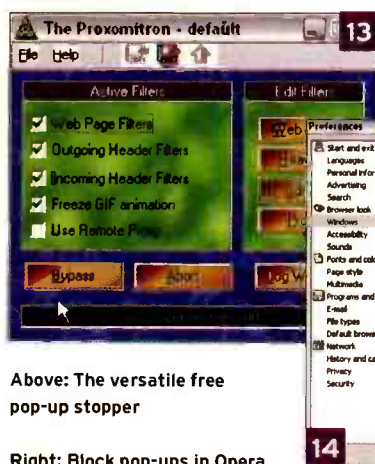 The Proxomitron - default
13
File Help
Active Filters
Edit Filters
Web Page Filters
Outgoing Header Filters
Incoming Header Filters
Freeze GIF animation
Use Remote
Web
Bypass
Abort
Log W
Preferences
Start and exit
Languages
Personal infor
Advertising
Search
Browser look
Windows
Accessibility
Sounds
Fonts and colo
Page style
Multimedia
Programs and
E-mail
File types
Default browse
Network
History and ca
Privacy
Security
14
Above: The versatile free
pop-up stopper
Right: Block pop-ups in Opera